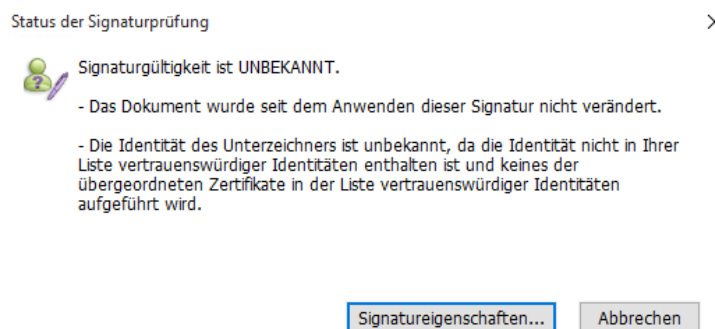 Status der Signaturprüfung
Signaturgültigkeit ist UNBEKANNT.
- Das Dokument wurde seit dem Anwenden dieser Signatur nicht verändert.
- Die Identität des Unterzeichners ist unbekannt, da die Identität nicht in Ihrer
Liste vertrauenswürdiger Identitäten enthalten ist und keines der
übergeordneten Zertifikate in der Liste vertrauenswürdiger Identitäten
aufgeführt wird.
Signatureigenschaften... Abbrechen